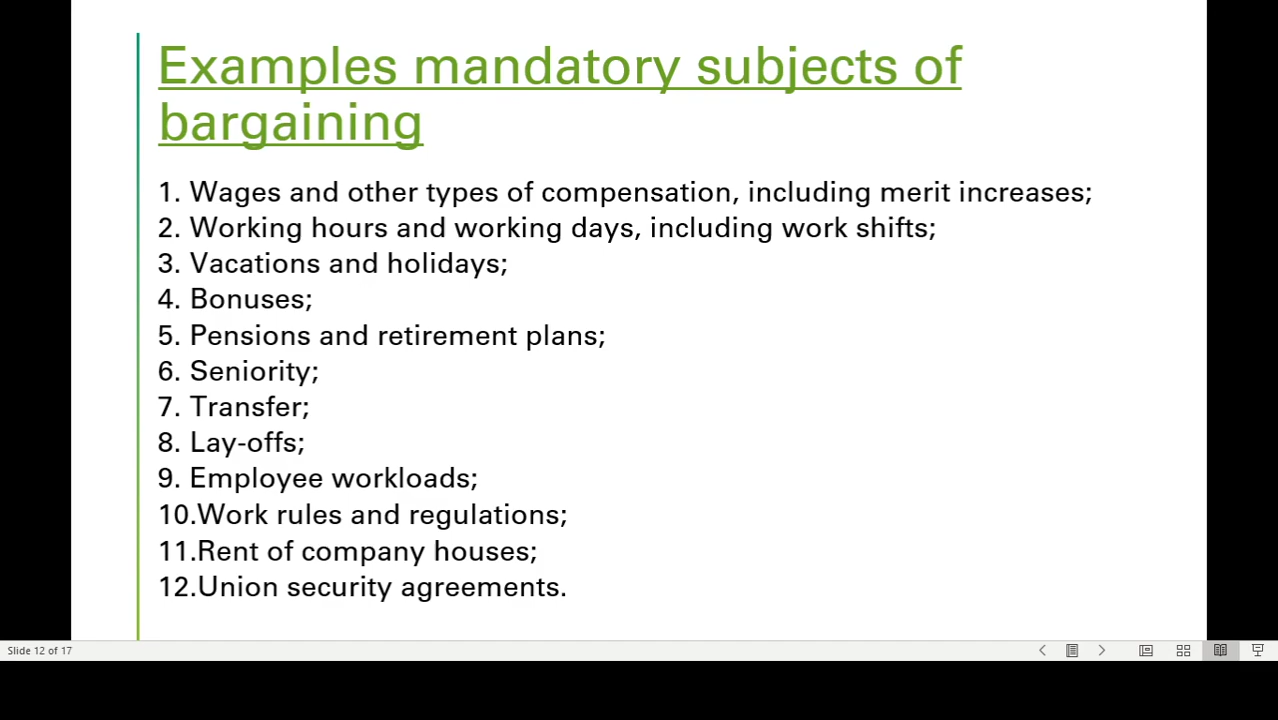 Examples mandatory subjects of
bargaining
1. Wages and other types of compensation, including merit increases;
2. Working hours and working days, including work shifts;
3. Vacations and holidays;
4. Bonuses;
5. Pensions and retirement plans;
6. Seniority;
7. Transfer;
8. Lay-offs;
9. Employee workloads;
10.Work rules and regulations;
11.Rent of company houses;
12.Union security agreements.
Slide 12 of 17